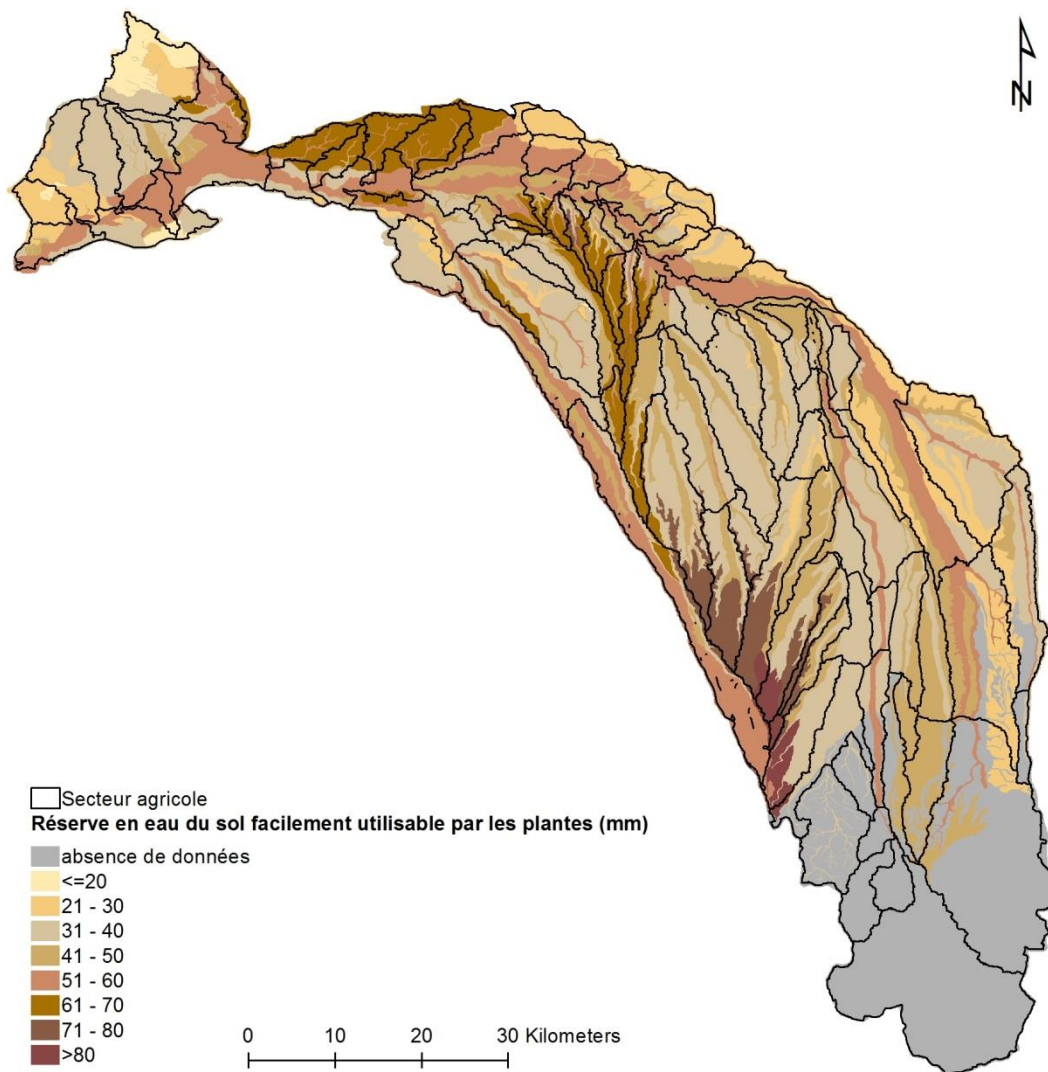 N
Secteur agricole
Réserve en eau du sol facilement utilisable par les plantes (mm)
absence de données
<=20
21 - 30
31 - 40
41 - 50
51 - 60
61 - 70
71 - 80
>80
0 10 20 30 Kilometers